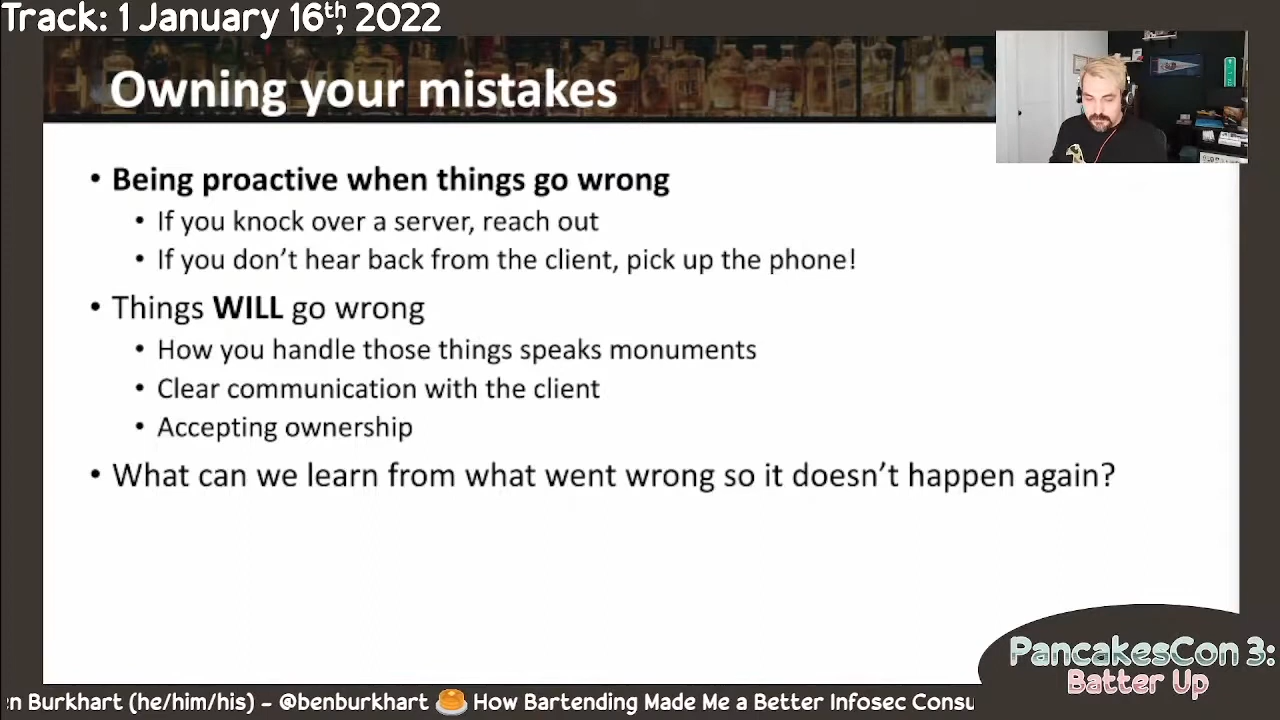 Track: 1 January 16th, 2022
Owning your mistakes
• Being proactive when things go wrong
• If you knock over a server, reach out
• If you don't hear back from the client, pick up the phone!
• Things WILL go wrong
• How you handle those things speaks monuments
• Clear communication with the client
• Accepting ownership
• What can we learn from what went wrong so it doesn't happen again?
PancakesCon 3:
Batter Up
en Burkhart (he/him/his) - @benburkhart 🥞 How Bartending Made Me a Better Infosec Consu